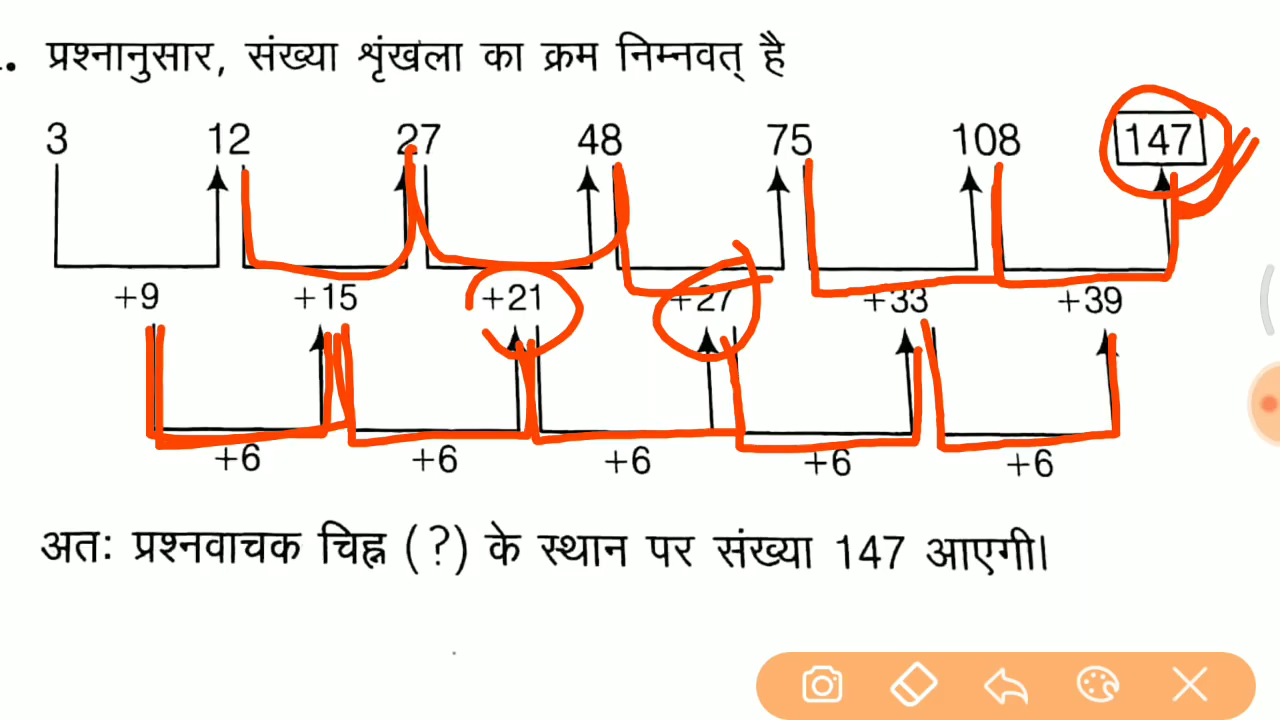 . प्रश्नानुसार, संख्या शृंखला का क्रम निम्नवत् है
3 12 27 48 75 108 147
+9 +15 +21 +27 +33 +39
+6 +6 +6 +6 +6
अतः प्रश्नवाचक चिह्न (?) के स्थान पर संख्या 147 आएगी।